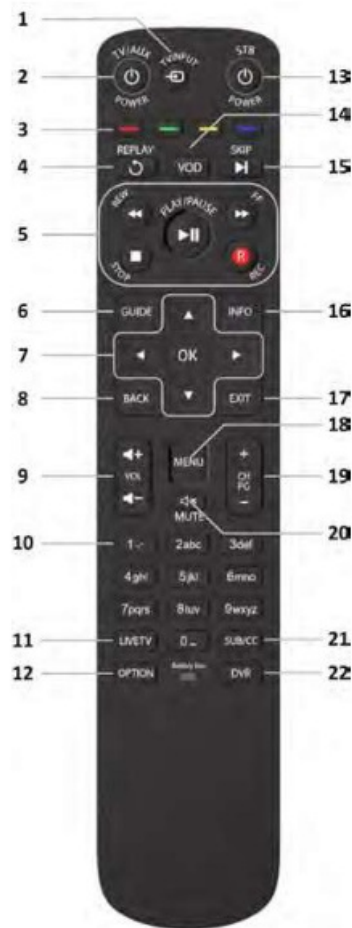 1
TV/AUX TVINPUT STB
2 13
POWER POWER
14
3
REPLAY SKIP
4 VOD 15
REW PLAY/PAUSE FF
5
R
STOP REC
6 GUIDE INFO 16
7 OK
8 BACK EXIT 17
18
+ MENU +
9 VOL CH 19
PG
- -
MUTE 20
10 1 2abc 3def
4ghi 5jkl 6mno
7pqrs 8tuv 9wxyz
11 LIVETV 0 SUB/CC 21
12 OPTION DVR 22